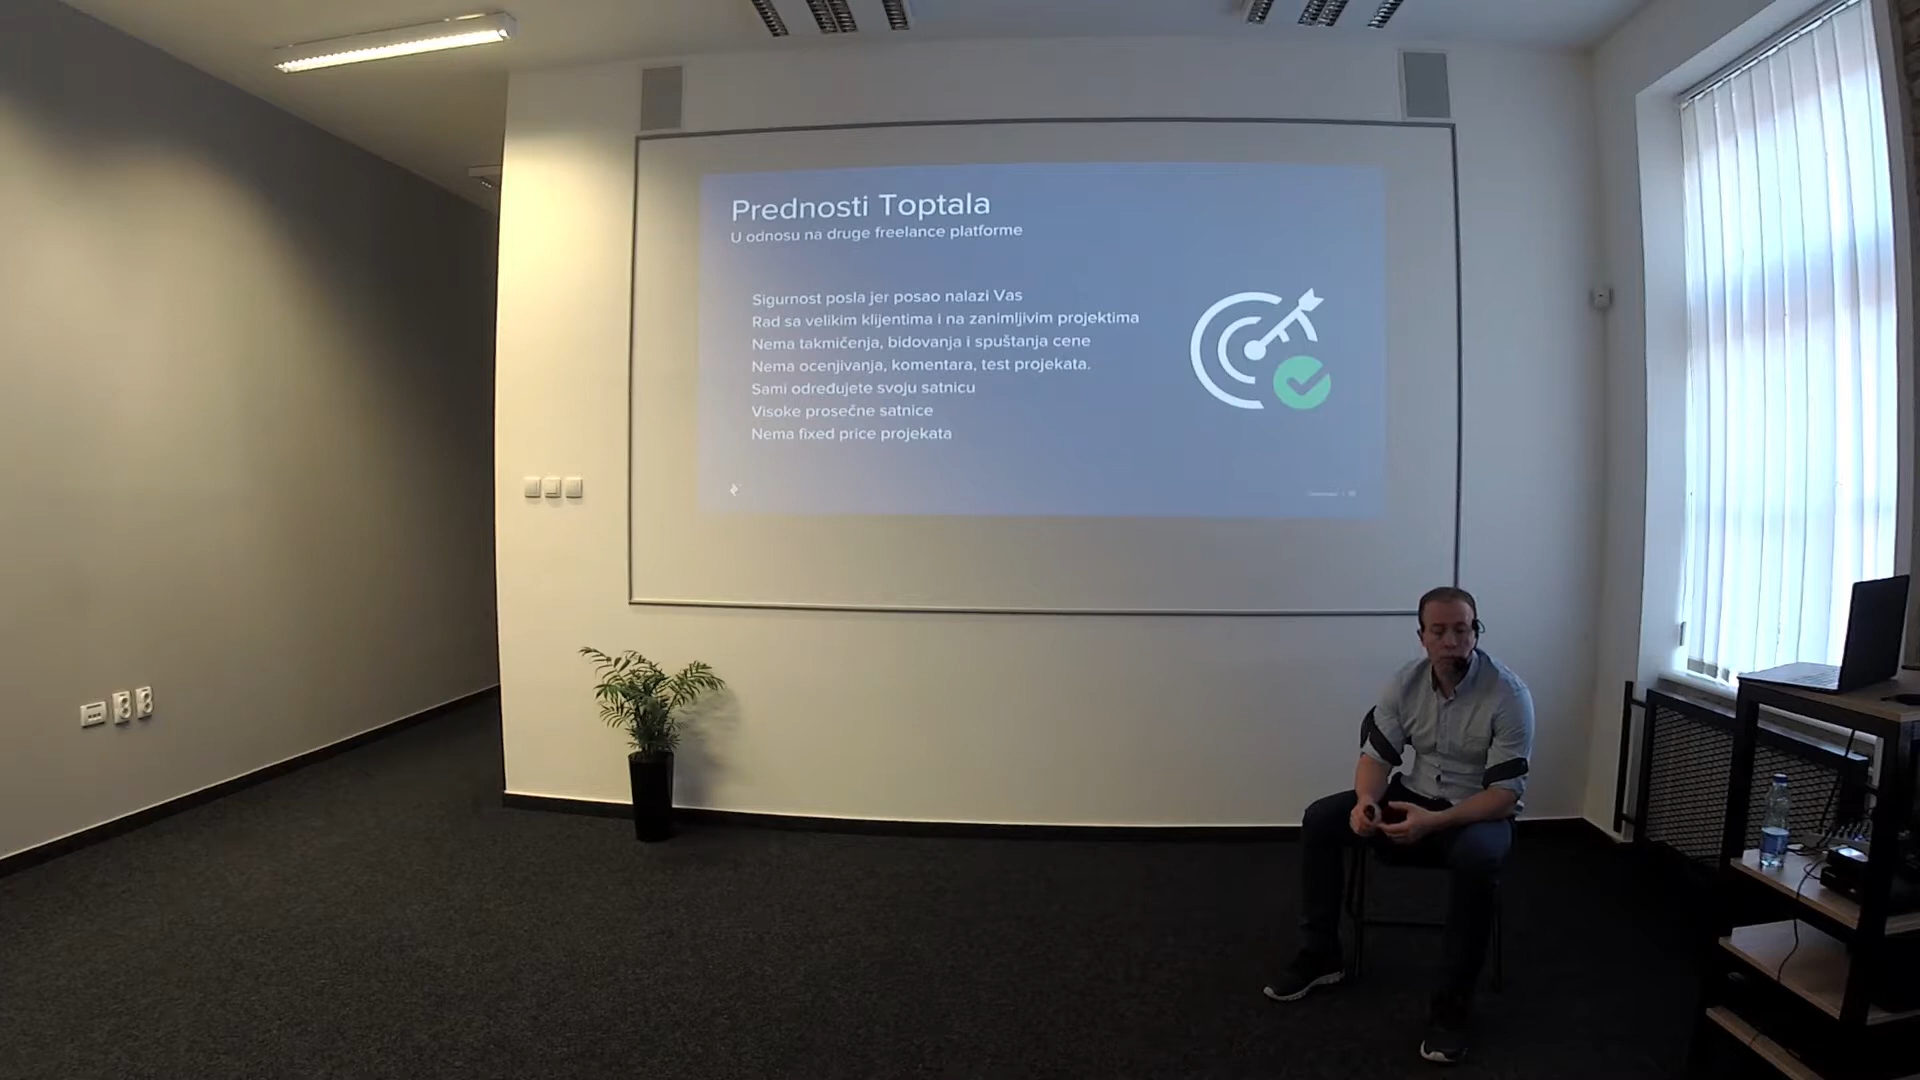 Prednosti Toptala
U odnosu na druge freelance platforme
Sigurnost posla jer posao nalazi Vas
Rad sa velikim klijentima i na zanimljivim projektima
Nema takmičenja, bidovanja i spuštanja cene
Nema ocenjivanja, komentara, test projekata.
Sami određujete svoju satnicu
Visoke prosečne satnice
Nema fixed price projekata